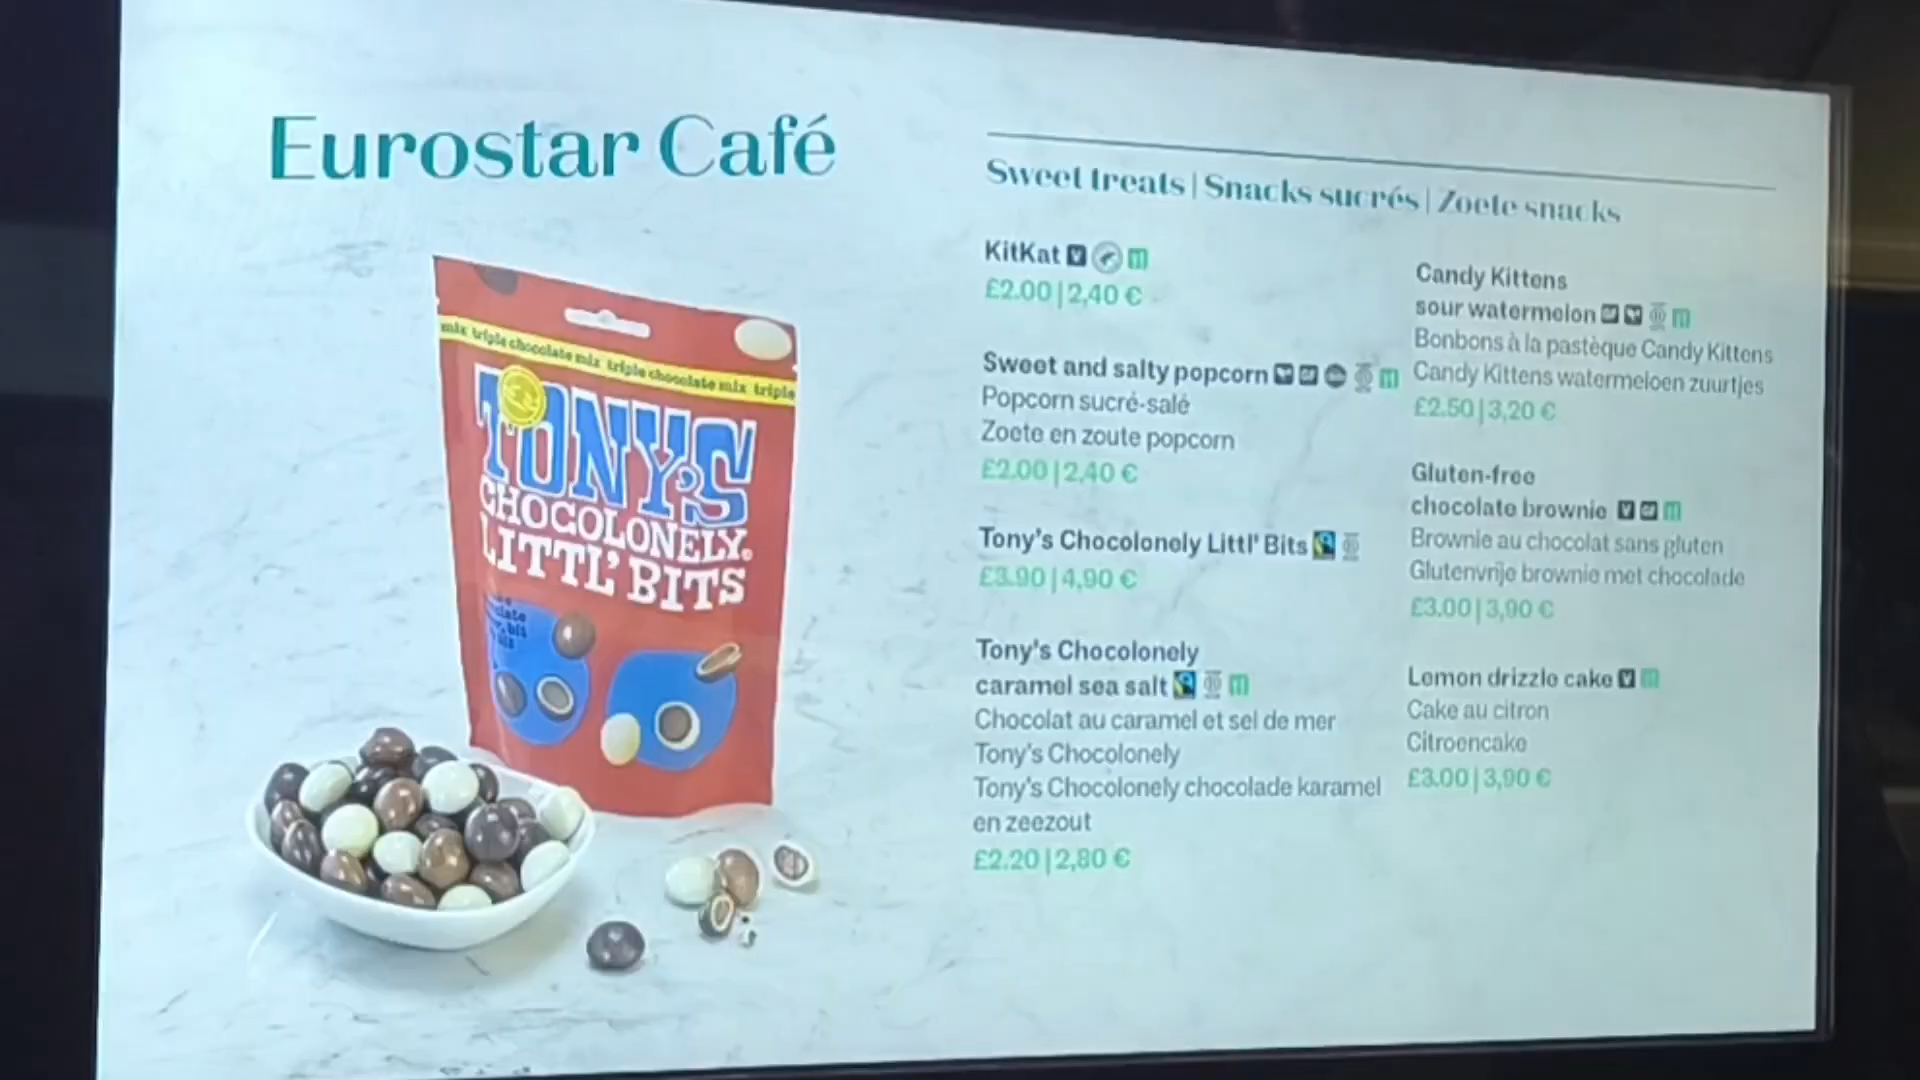 Eurostar Café
mix triple chocolate mix triple chocolate mix triple
TONY'S
CHOCOLONELY
LITTL' BITS
Sweet treats | Snacks sucrés | Zoete snacks
KitKat V
£2.00 | 2,40 €
Sweet and salty popcorn
Popcorn sucré-salé
Zoete en zoute popcorn
£2.00 | 2,40 €
Tony's Chocolonely Littl' Bits
£3.90 | 4,90 €
Tony's Chocolonely
caramel sea salt
Chocolat au caramel et sel de mer
Tony's Chocolonely
Tony's Chocolonely chocolade karamel
en zeezout
£2.20 | 2,80 €
Candy Kittens
sour watermelon
Bonbons à la pastèque Candy Kittens
Candy Kittens watermeloen zuurtjes
£2.50 | 3,20 €
Gluten-free
chocolate brownie V
Brownie au chocolat sans gluten
Glutenvrije brownie met chocolade
£3.00 | 3,90 €
Lemon drizzle cake V
Cake au citron
Citroencake
£3.00 | 3,90 €